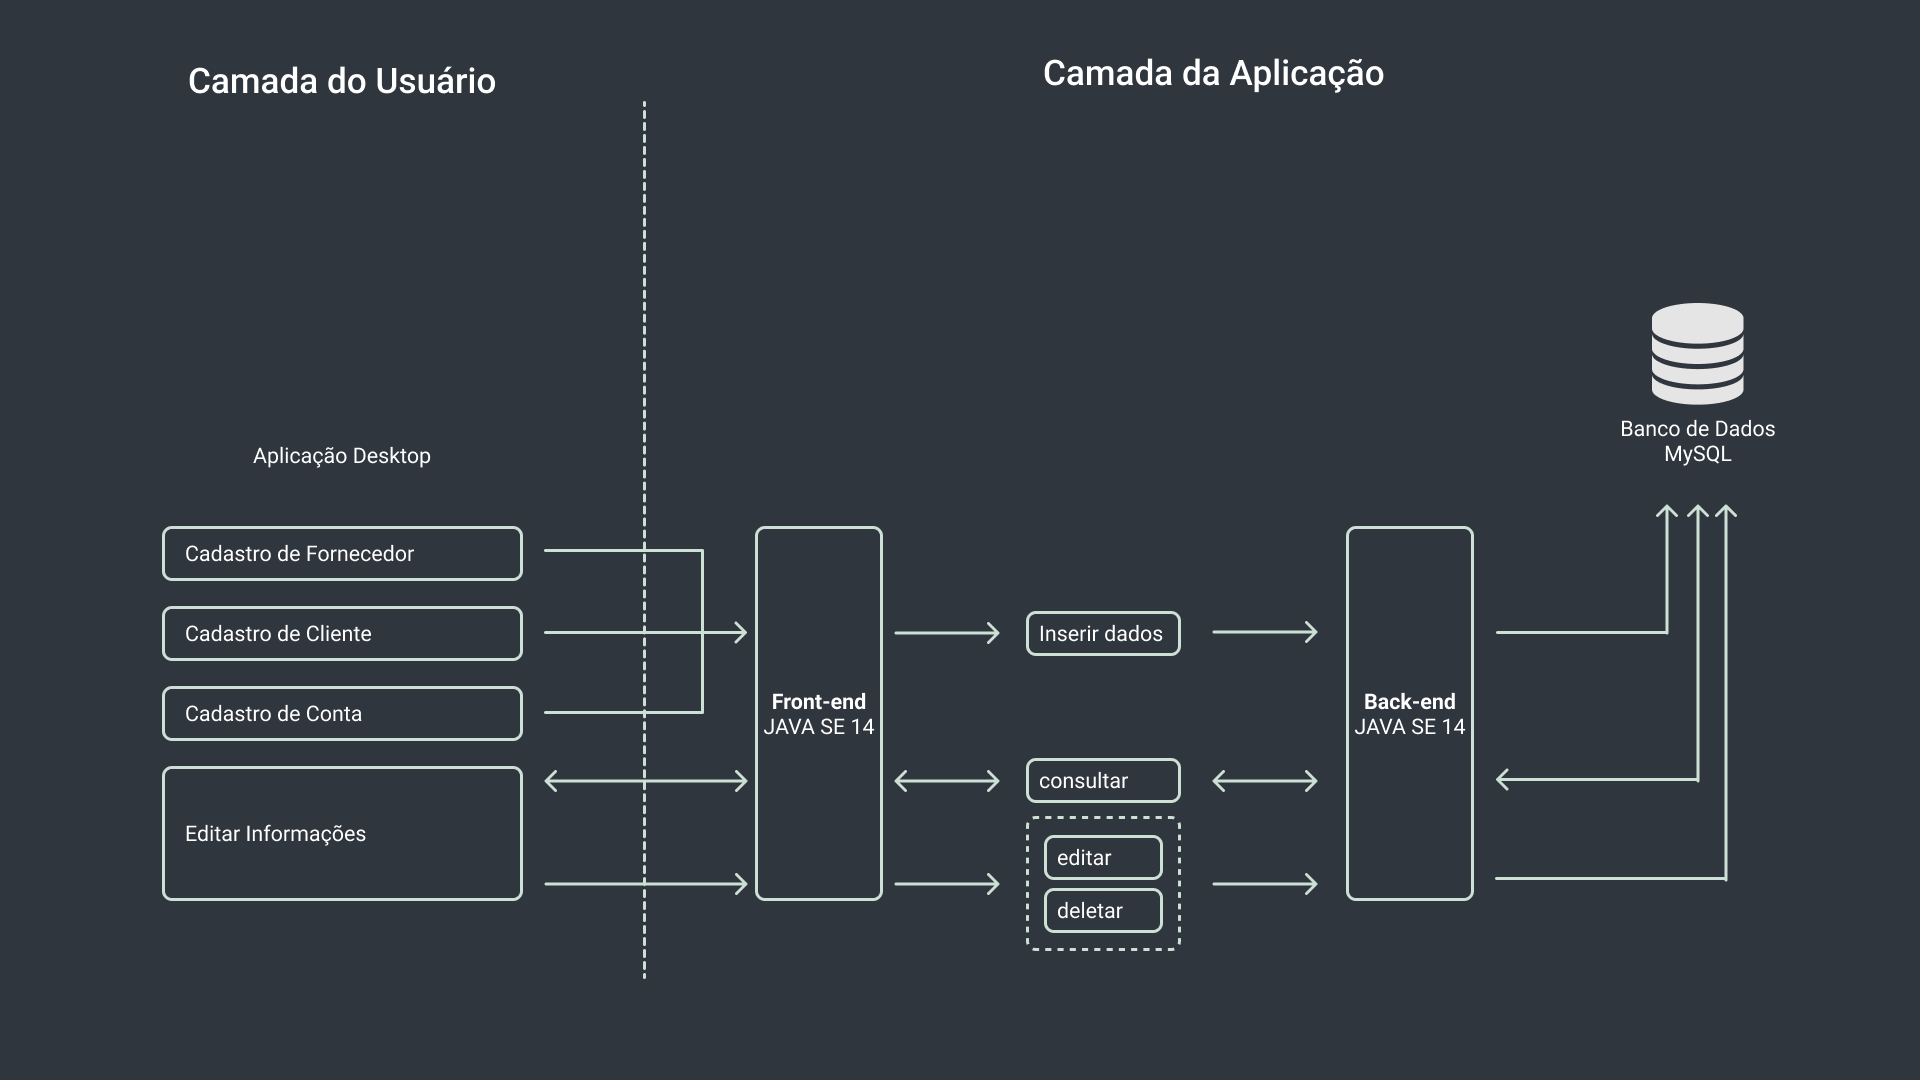 Camada do Usuário
Camada da Aplicação
Banco de Dados
MySQL
Aplicação Desktop
Cadastro de Fornecedor
Cadastro de Cliente
Cadastro de Conta
Editar Informações
Front-end
JAVA SE 14
Inserir dados
consultar
editar
deletar
Back-end
JAVA SE 14